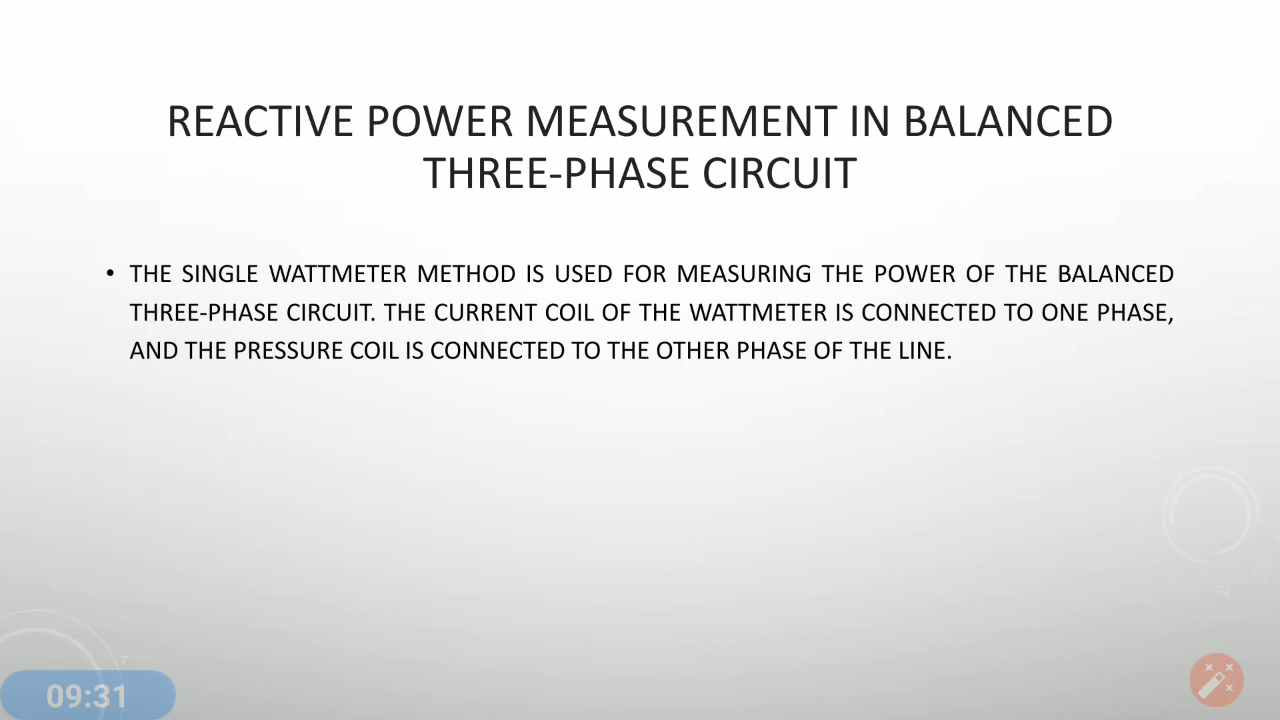 REACTIVE POWER MEASUREMENT IN BALANCED
THREE-PHASE CIRCUIT
• THE SINGLE WATTMETER METHOD IS USED FOR MEASURING THE POWER OF THE BALANCED
THREE-PHASE CIRCUIT. THE CURRENT COIL OF THE WATTMETER IS CONNECTED TO ONE PHASE,
AND THE PRESSURE COIL IS CONNECTED TO THE OTHER PHASE OF THE LINE.
09:31